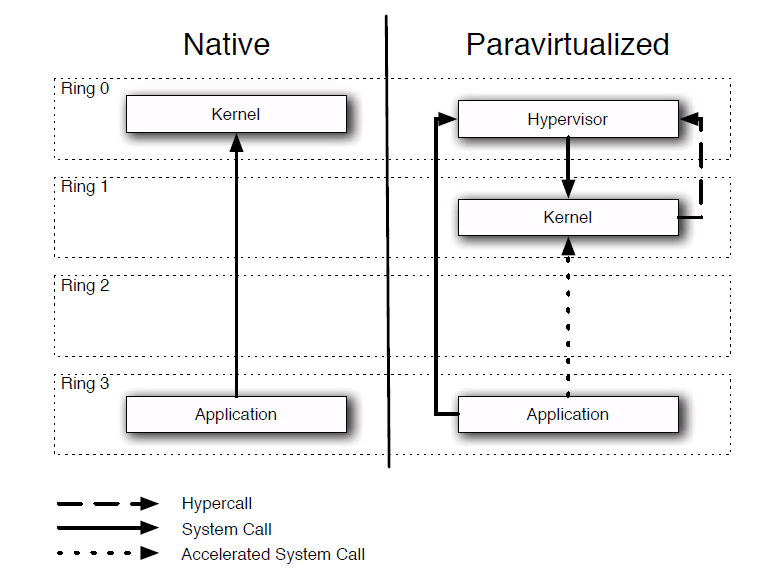 Native
Paravirtualized
Ring 0
Kernel
Hypervisor
Ring 1
Kernel
Ring 2
Ring 3
Application
Application
Hypercall
System Call
Accelerated System Call